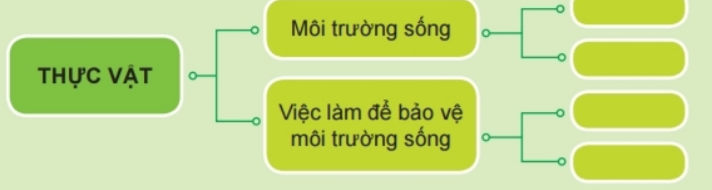 THỰC VẬT
Môi trường sống
Việc làm để bảo vệ
môi trường sống